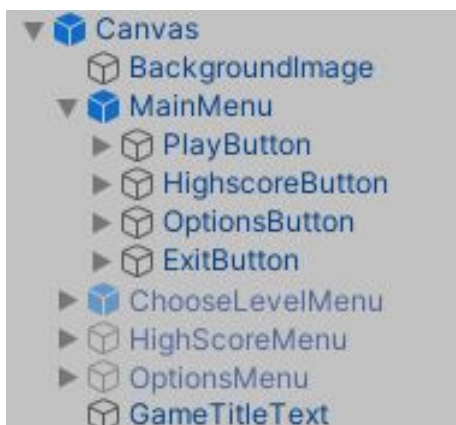 Canvas
BackgroundImage
MainMenu
PlayButton
HighscoreButton
OptionsButton
ExitButton
ChooseLevelMenu
HighScoreMenu
OptionsMenu
GameTitleText